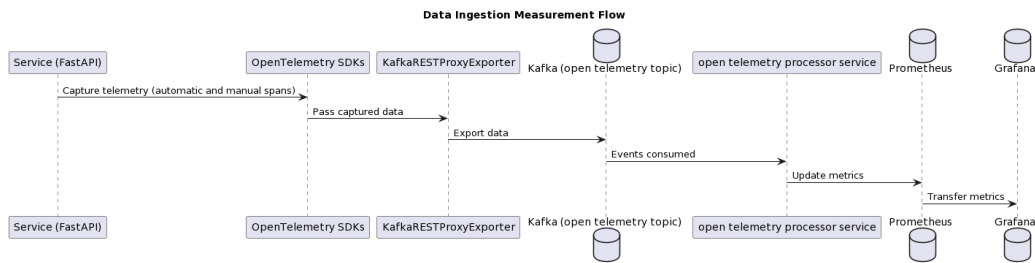 Data Ingestion Measurement Flow
Service (FastAPI)
OpenTelemetry SDKs
KafkaRESTProxyExporter
Kafka (open telemetry topic)
open telemetry processor service
Prometheus
Grafana
Capture telemetry (automatic and manual spans)
Pass captured data
Export data
Events consumed
Update metrics
Transfer metrics
Service (FastAPI)
OpenTelemetry SDKs
KafkaRESTProxyExporter
Kafka (open telemetry topic)
open telemetry processor service
Prometheus
Grafana